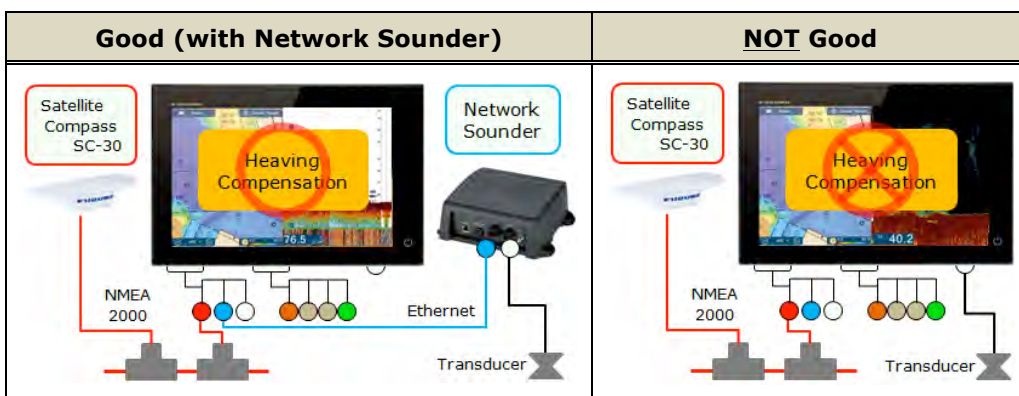 Good (with Network Sounder)
NOT Good
Satellite
Compass
SC-30
Heaving
Compensation
76.5
Network
Sounder
NMEA
2000
Ethernet
Transducer
Satellite
Compass
SC-30
Heaving
Compensation
40.2
NMEA
2000
Transducer